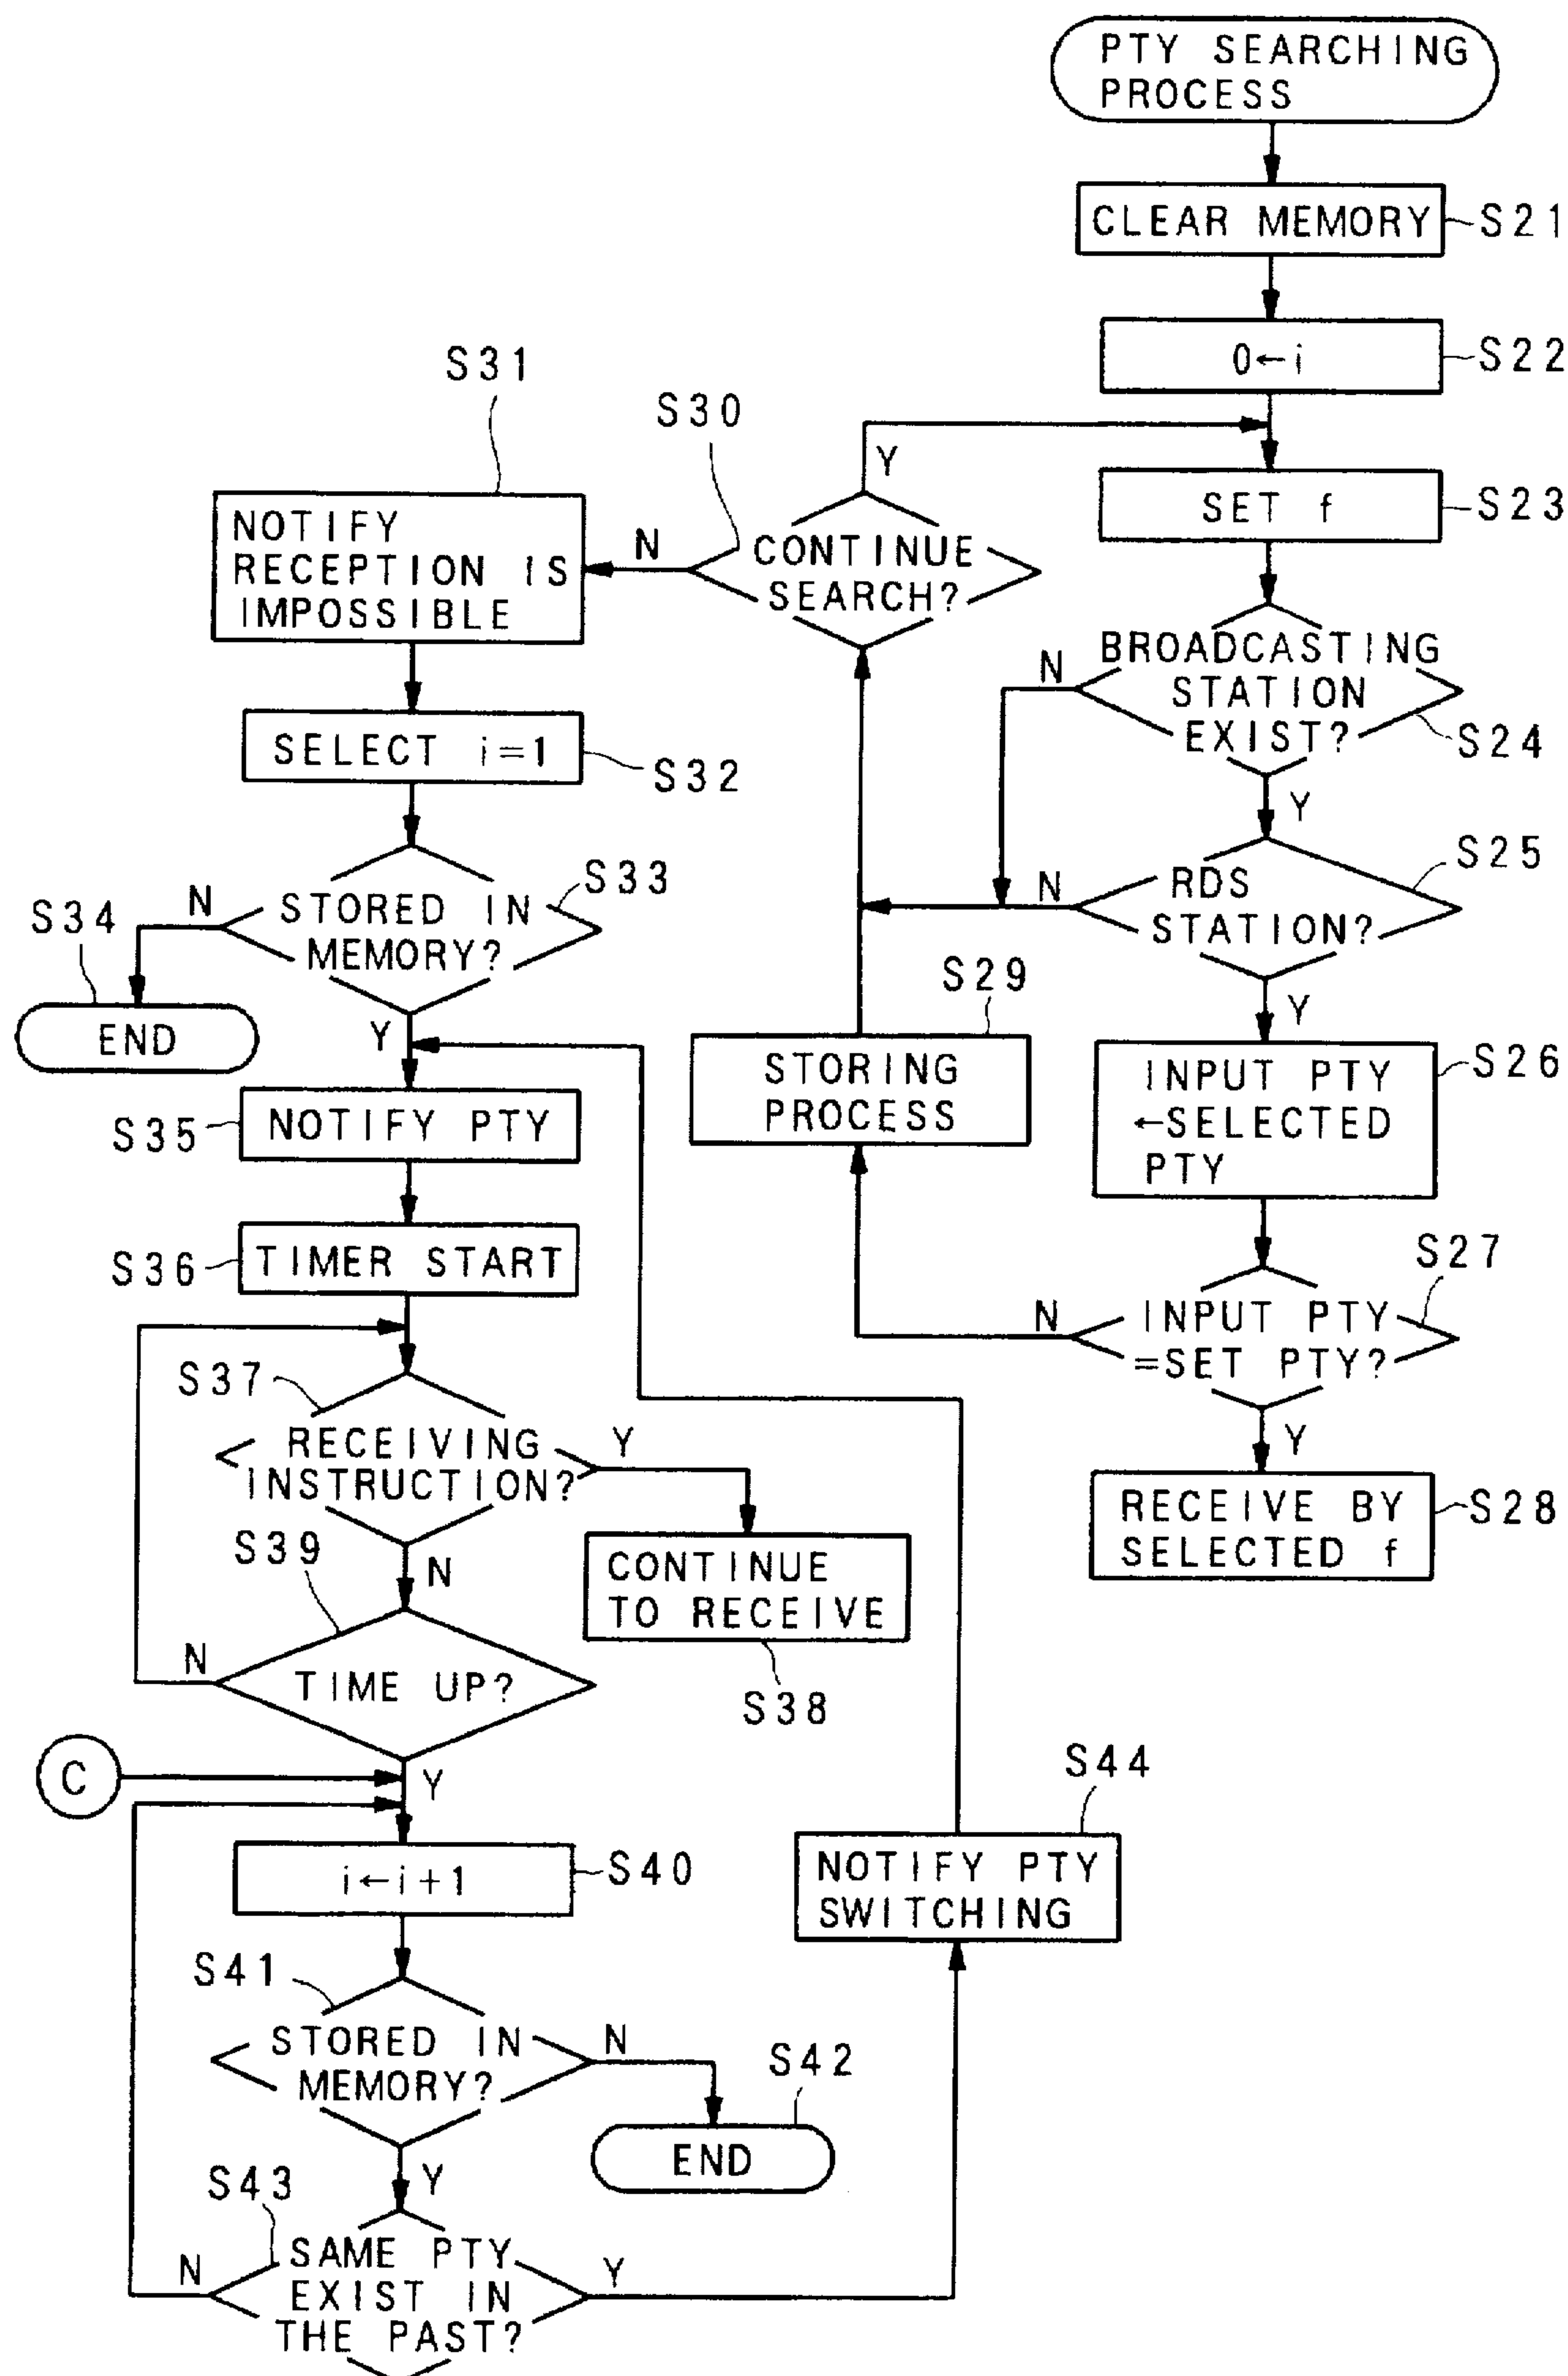 PTY SEARCHING
PROCESS
CLEAR MEMORY
S21
0←i
S22
SET f
S23
BROADCASTING
STATION
EXIST?
S24
N
Y
RDS
STATION?
S25
N
Y
INPUT PTY
←SELECTED
PTY
S26
INPUT PTY
=SET PTY?
S27
N
Y
RECEIVE BY
SELECTED f
S28
STORING
PROCESS
S29
CONTINUE
SEARCH?
S30
Y
N
S31
NOTIFY
RECEPTION IS
IMPOSSIBLE
SELECT i=1
S32
STORED IN
MEMORY?
S33
N
Y
S34
END
NOTIFY PTY
S35
TIMER START
S36
S37
RECEIVING
INSTRUCTION?
Y
N
CONTINUE
TO RECEIVE
S38
S39
TIME UP?
N
Y
C
i←i+1
S40
S41
STORED IN
MEMORY?
N
Y
S42
END
S43
SAME PTY
EXIST IN
THE PAST?
N
Y
S44
NOTIFY PTY
SWITCHING